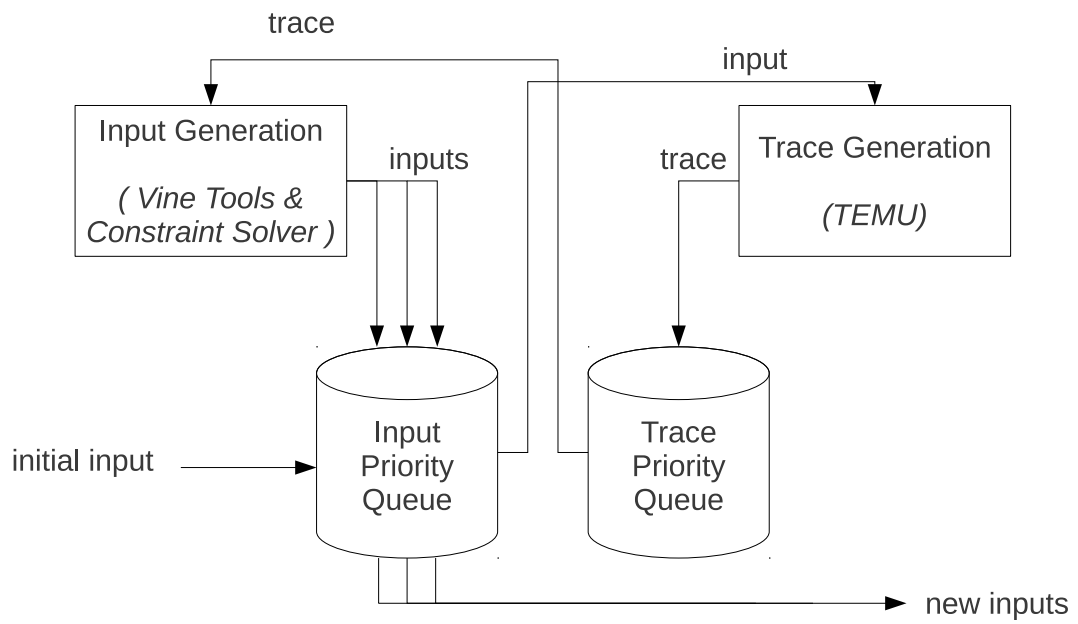 trace
input
Input Generation
( Vine Tools &
Constraint Solver )
inputs
trace
Trace Generation
(TEMU)
initial input
Input
Priority
Queue
Trace
Priority
Queue
new inputs